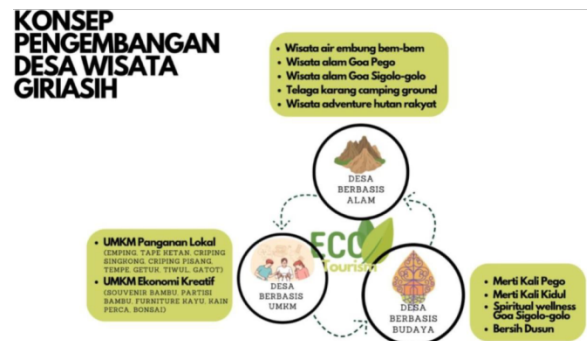 KONSEP
PENGEMBANGAN
DESA WISATA
GIRIASIH
• Wisata air embung bem-bem
• Wisata alam Goa Pego
• Wisata alam Goa Sigolo-golo
• Telaga karang camping ground
• Wisata adventure hutan rakyat
DESA
BERBASIS
ALAM
ECO
Tourism
• UMKM Panganan Lokal
(EMPING, TAPE KETAN, CRIPING
SINGKONG, CRIPING PISANG,
TEMPE, GETUK, TIWUL, GATOT)
• UMKM Ekonomi Kreatif
(SOUVENIR BAMBU, PARTISI
BAMBU, FURNITURE KAYU, KAIN
PERCA, BONSAI)
DESA
BERBASIS
UMKM
DESA
BERBASIS
BUDAYA
• Merti Kali Pego
• Merti Kali Kidul
• Spiritual wellness
Goa Sigolo-golo
• Bersih Dusun